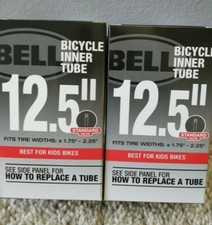 BELL
BICYCLE
INNER
TUBE
12.5"
STANDARD
FITS TIRE WIDTHS: x 1.75" - 2.25"
BEST FOR KIDS BIKES
SEE SIDE PANEL FOR
HOW TO REPLACE A TUBE
BELL
BICYCLE
INNER
TUBE
12.5"
STANDARD
FITS TIRE WIDTHS: x 1.75" - 2.25"
BEST FOR KIDS BIKES
SEE SIDE PANEL FOR
HOW TO REPLACE A TUBE